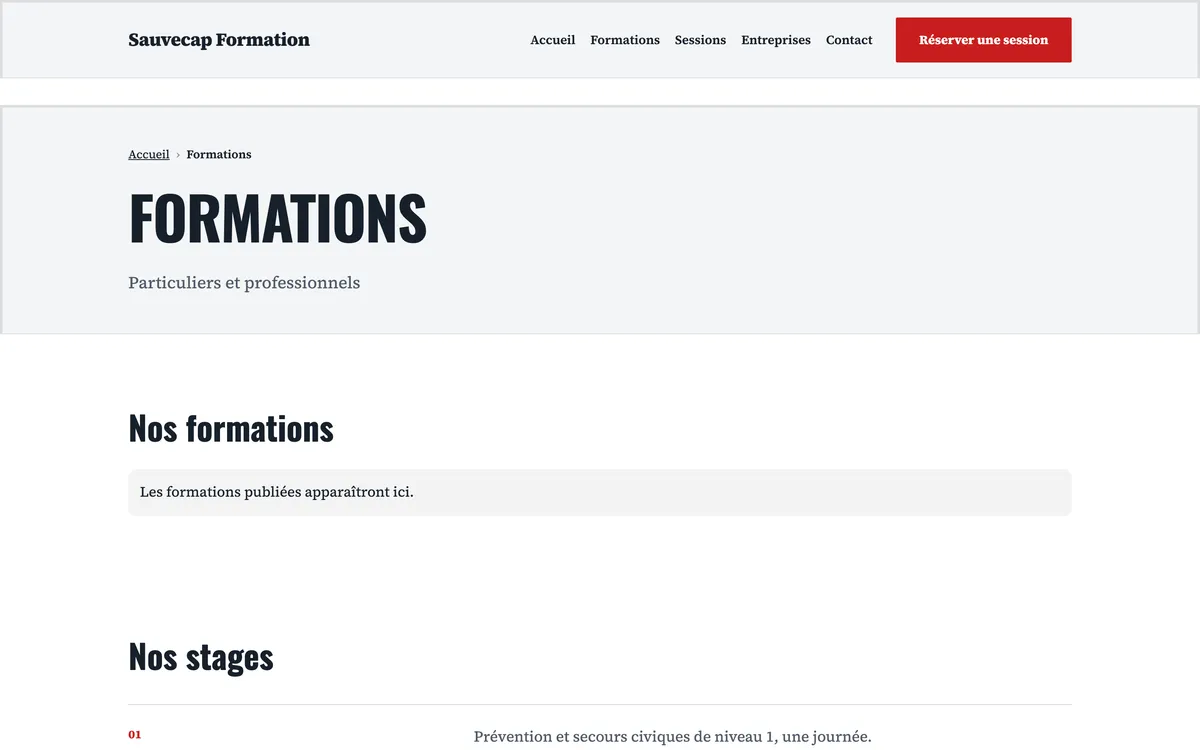 Sauvecap Formation
Accueil Formations Sessions Entreprises Contact Réserver une session
Accueil › Formations
FORMATIONS
Particuliers et professionnels
Nos formations
Les formations publiées apparaîtront ici.
Nos stages
01 Prévention et secours civiques de niveau 1, une journée.